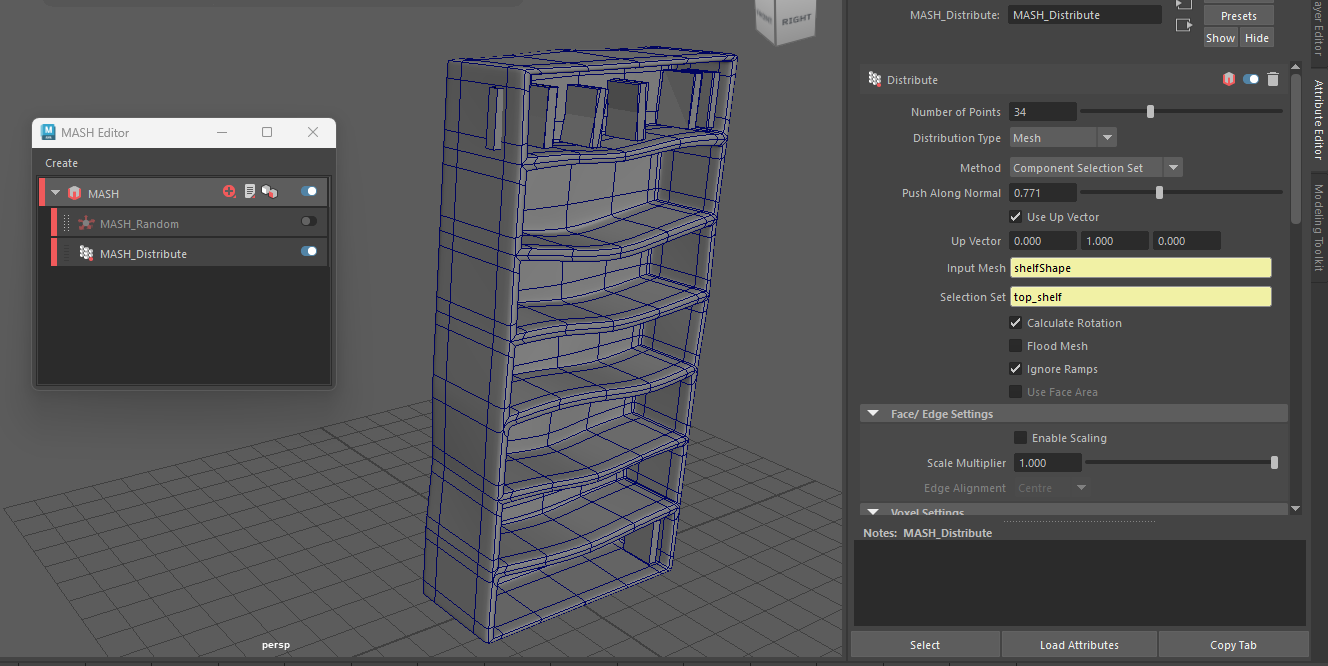 FRONT
RIGHT
MASH_Distribute:
MASH_Distribute
Presets
Show
Hide
Distribute
Number of Points
34
Distribution Type
Mesh
Method
Component Selection Set
Push Along Normal
0.771
Use Up Vector
Up Vector
0.000
1.000
0.000
Input Mesh
shelfShape
Selection Set
top_shelf
Calculate Rotation
Flood Mesh
Ignore Ramps
Use Face Area
Face/ Edge Settings
Enable Scaling
Scale Multiplier
1.000
Edge Alignment
Centre
Voxel Settings
Notes: MASH_Distribute
Select
Load Attributes
Copy Tab
Editor
Attribute Editor
Modeling Toolkit
MASH Editor
Create
MASH
MASH_Random
MASH_Distribute
persp